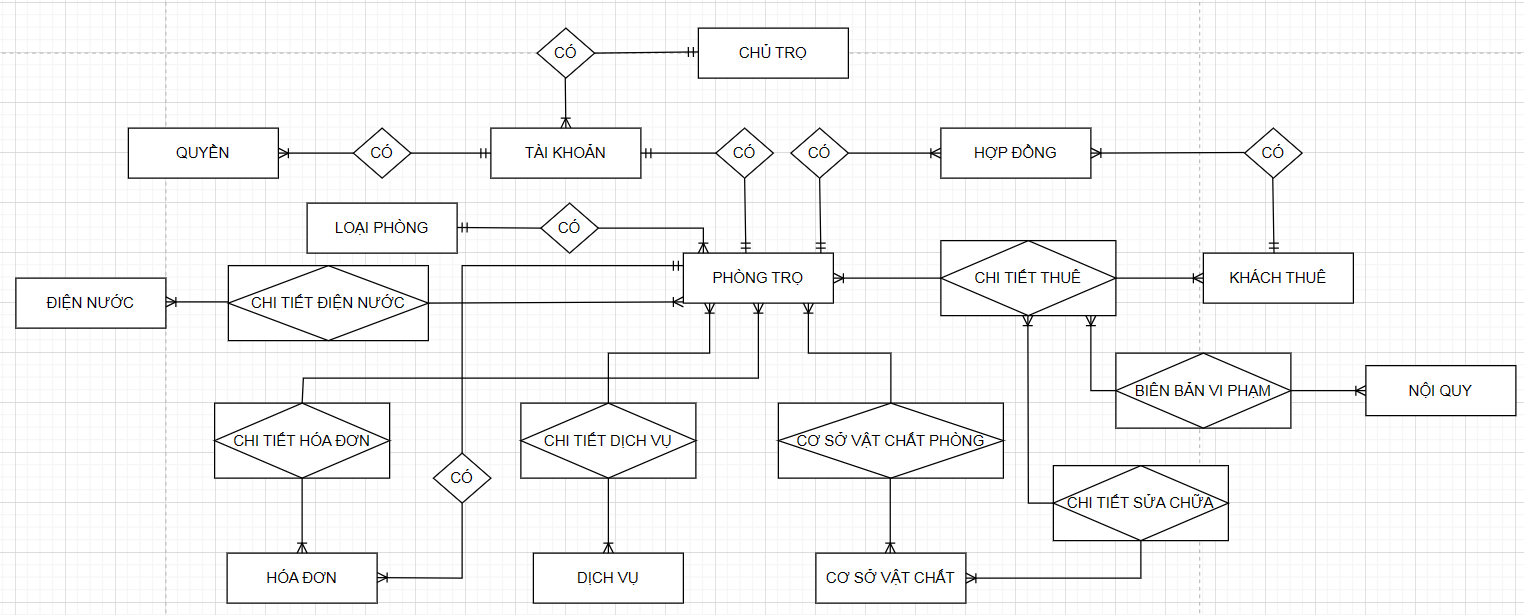 CÓ
CHỦ TRỌ
QUYỀN
CÓ
TÀI KHOẢN
CÓ
CÓ
HỢP ĐỒNG
CÓ
LOẠI PHÒNG
CÓ
PHÒNG TRỌ
CHI TIẾT THUÊ
KHÁCH THUÊ
ĐIỆN NƯỚC
CHI TIẾT ĐIỆN NƯỚC
BIÊN BẢN VI PHẠM
NỘI QUY
CHI TIẾT HÓA ĐƠN
CHI TIẾT DỊCH VỤ
CƠ SỞ VẬT CHẤT PHÒNG
CÓ
CHI TIẾT SỬA CHỮA
HÓA ĐƠN
DỊCH VỤ
CƠ SỞ VẬT CHẤT